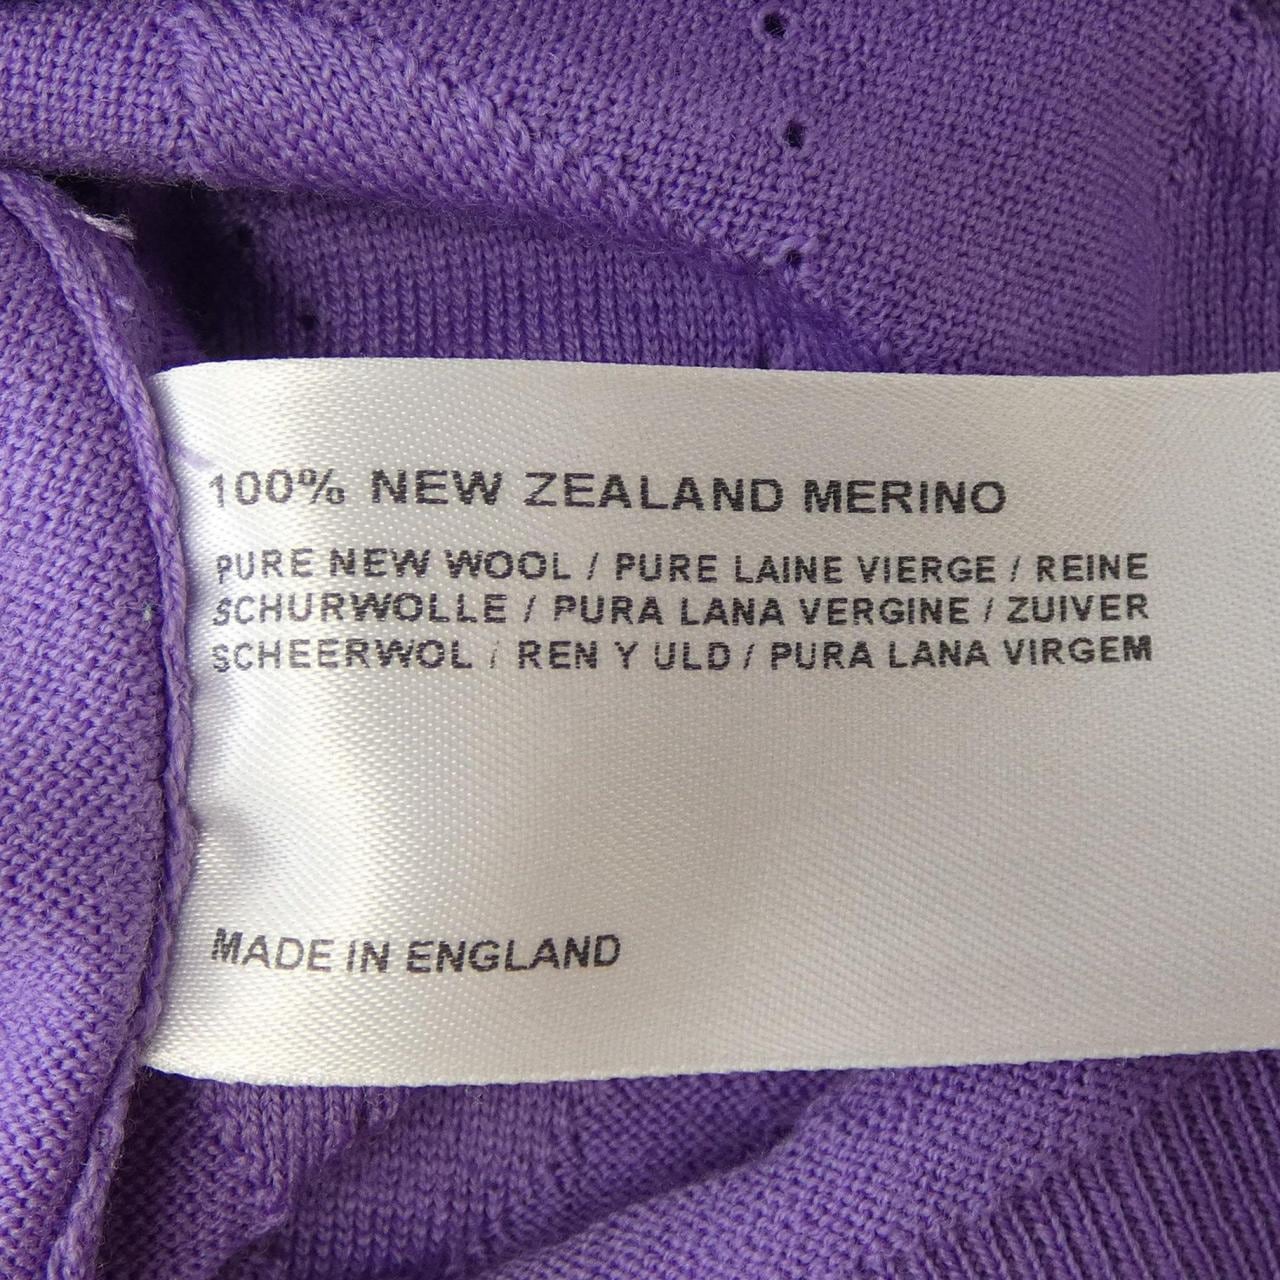 100% NEW ZEALAND MERINO
PURE NEW WOOL / PURE LAINE VIERGE / REINE
SCHURWOLLE / PURA LANA VERGINE / ZUIVER
SCHEERWOL / REN Y ULD / PURA LANA VIRGEM
MADE IN ENGLAND